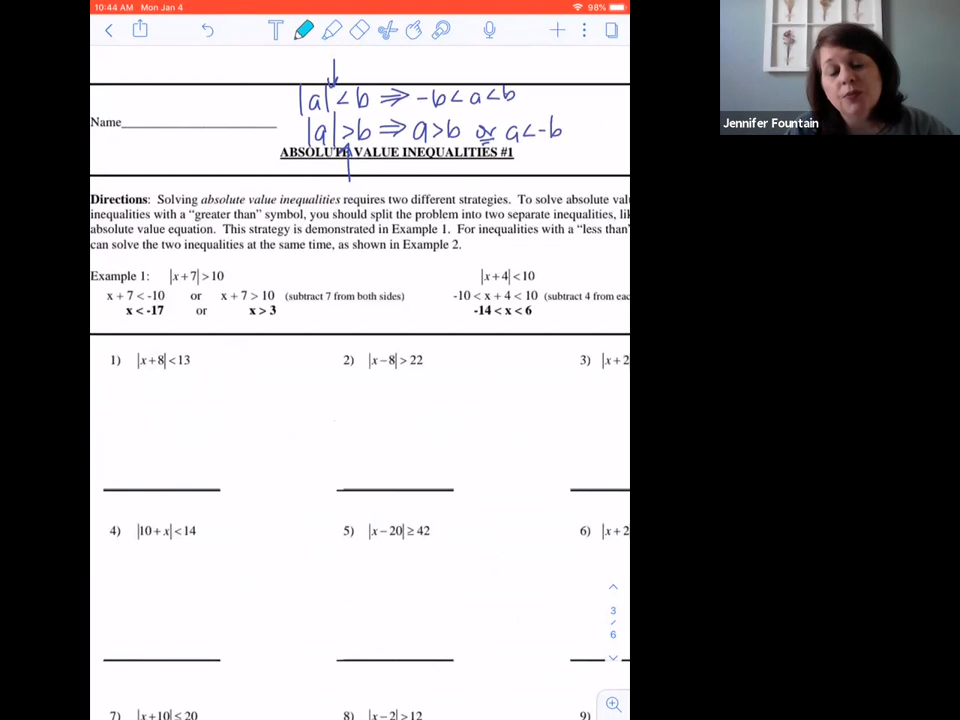 10:44 AM Mon Jan 4 98%
|a| < b ⇒ -b < a < b
Name
|a| > b ⇒ a > b or a < -b
ABSOLUTE VALUE INEQUALITIES #1
Directions: Solving absolute value inequalities requires two different strategies. To solve absolute val
inequalities with a "greater than" symbol, you should split the problem into two separate inequalities, li
absolute value equation. This strategy is demonstrated in Example 1. For inequalities with a "less than"
can solve the two inequalities at the same time, as shown in Example 2.
Example 1: |x+7| > 10 |x+4| < 10
x + 7 < -10 or x + 7 > 10 (subtract 7 from both sides) -10 < x + 4 < 10 (subtract 4 from eac
x < -17 or x > 3 -14 < x < 6
1) |x+8| < 13 2) |x-8| > 22 3) |x+2
4) |10+x| < 14 5) |x-20| ≥ 42 6) |x+2
7) |x+10| ≤ 20 8) |x-2| > 12 9)
3
/
6
Jennifer Fountain